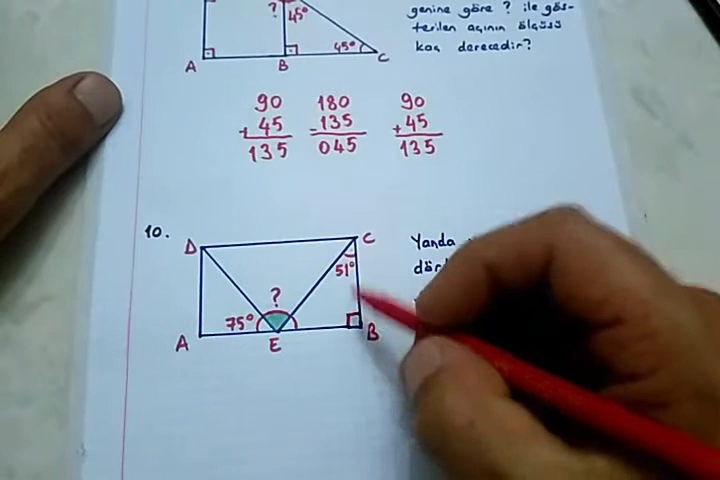 ? 45°
45°
A B C
genine göre ? ile gös-
terilen açının ölçüsü
kaç derecedir?
90 180 90
+ 45 - 135 + 45
135 045 135
10.
D C
51°
?
75°
A E B
Yanda